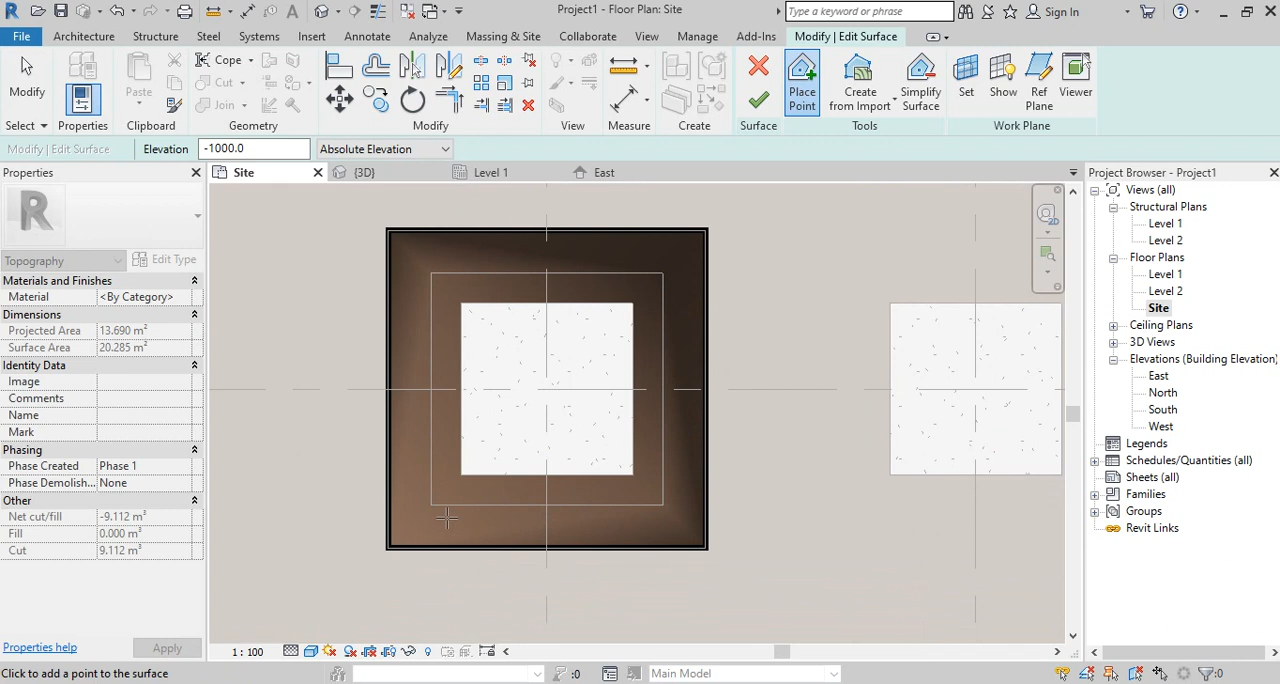 Project1 - Floor Plan: Site
Type a keyword or phrase
Sign In
File Architecture Structure Steel Systems Insert Annotate Analyze Massing & Site Collaborate View Manage Add-Ins Modify | Edit Surface
Modify
Paste
Cope
Cut
Join
Place Point
Create from Import
Simplify Surface
Set
Show
Ref Plane
Viewer
Select Properties Clipboard Geometry Modify View Measure Create Surface Tools Work Plane
Modify | Edit Surface Elevation -1000.0 Absolute Elevation
Properties
Site {3D} Level 1 East
Project Browser - Project1
R
Topography Edit Type
Materials and Finishes
Material <By Category>
Dimensions
Projected Area 13.690 m²
Surface Area 20.285 m²
Identity Data
Image
Comments
Name
Mark
Phasing
Phase Created Phase 1
Phase Demolish... None
Other
Net cut/fill -9.112 m³
Fill 0.000 m³
Cut 9.112 m³
Properties help Apply
2D
Views (all)
Structural Plans
Level 1
Level 2
Floor Plans
Level 1
Level 2
Site
Ceiling Plans
3D Views
Elevations (Building Elevation)
East
North
South
West
Legends
Schedules/Quantities (all)
Sheets (all)
Families
Groups
Revit Links
1 : 100
Click to add a point to the surface
:0
Main Model
:0